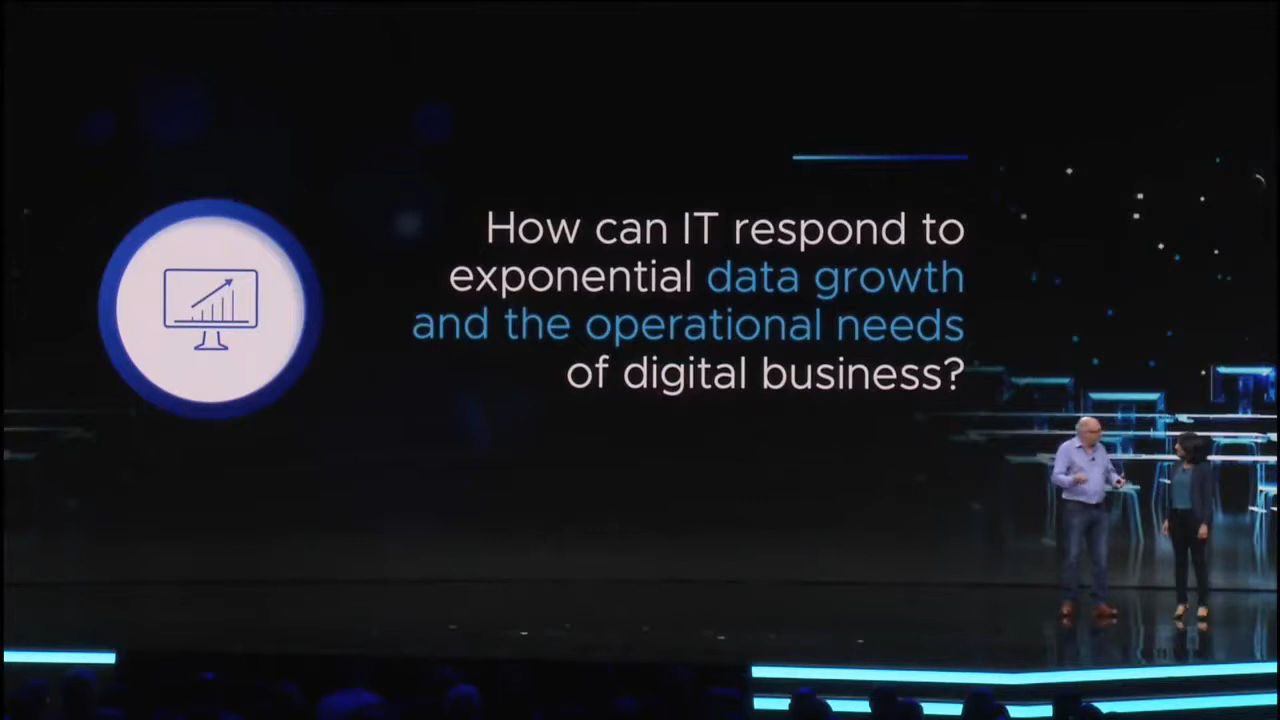 How can IT respond to
exponential data growth
and the operational needs
of digital business?